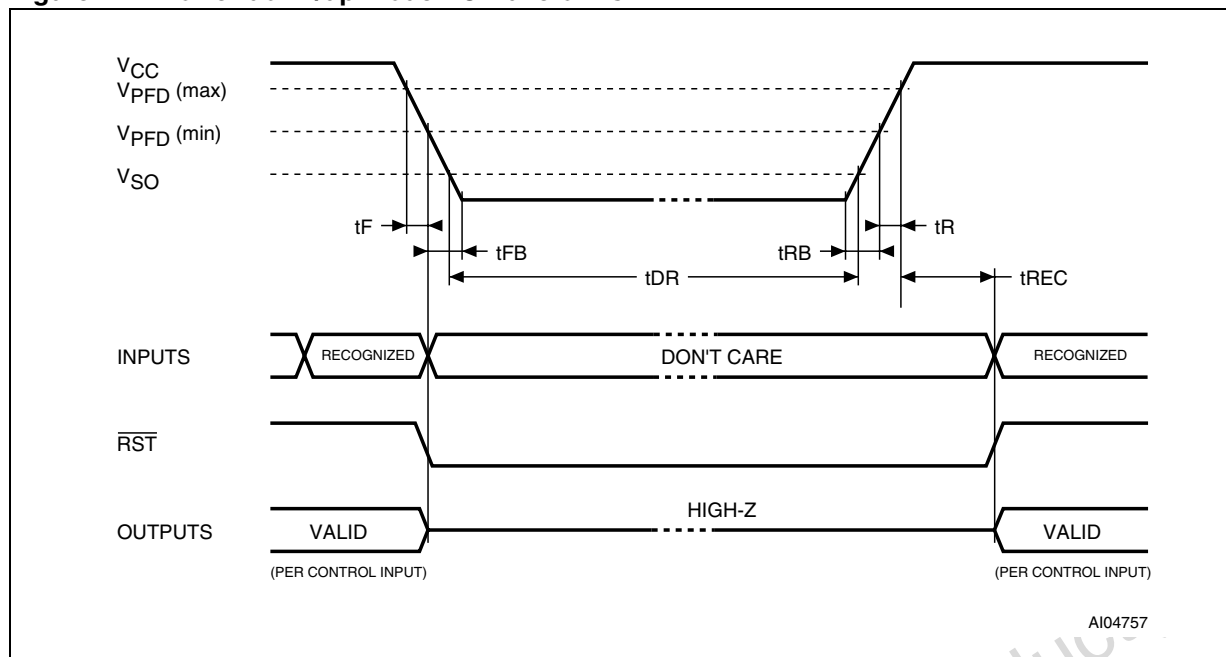 VCC
VPFD (max)
VPFD (min)
VSO
tF
tFB
tDR
tRB
tR
tREC
INPUTS
RECOGNIZED
DON'T CARE
RECOGNIZED
RST
HIGH-Z
OUTPUTS
VALID
VALID
(PER CONTROL INPUT)
(PER CONTROL INPUT)
AI04757